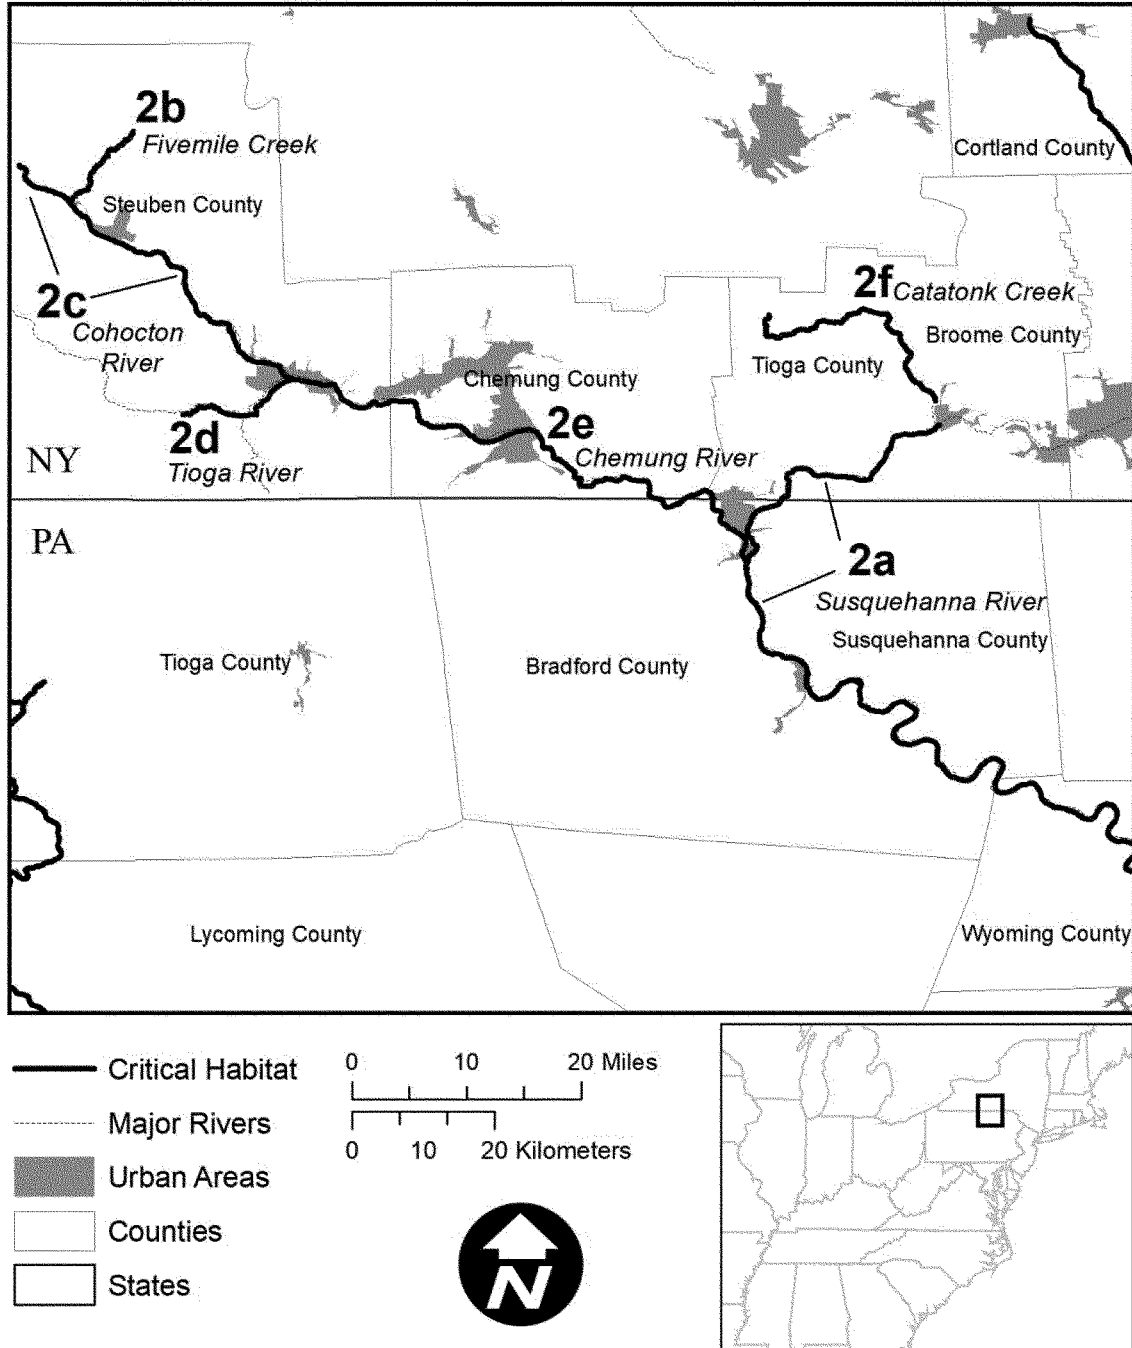 2b
Fivemile Creek
Cortland County
Steuben County
2c
Cohocton
River
2f
Catatonk Creek
Broome County
Tioga County
Chemung County
2d
Tioga River
2e
Chemung River
NY
PA
2a
Susquehanna River
Susquehanna County
Tioga County
Bradford County
Lycoming County
Wyoming County
Critical Habitat
Major Rivers
Urban Areas
Counties
States
0 10 20 Miles
0 10 20 Kilometers
N